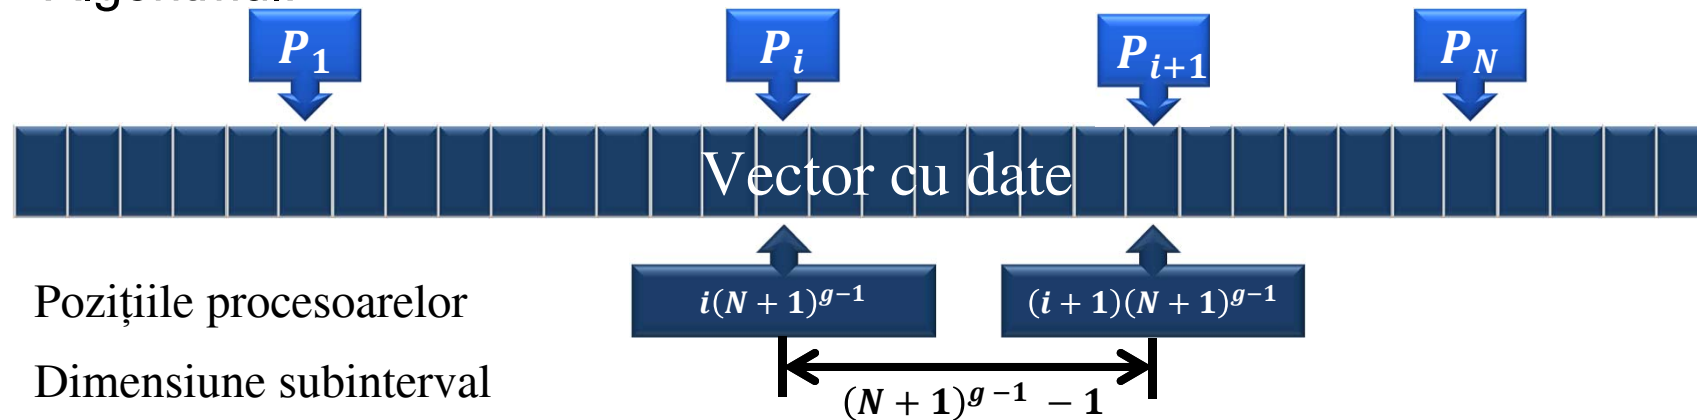 P₁ Pᵢ Pᵢ₊₁ P_N
Vector cu date
Pozițiile procesoarelor i(N + 1)^{g−1} (i + 1)(N + 1)^{g−1}
Dimensiune subinterval (N + 1)^{g −1} − 1